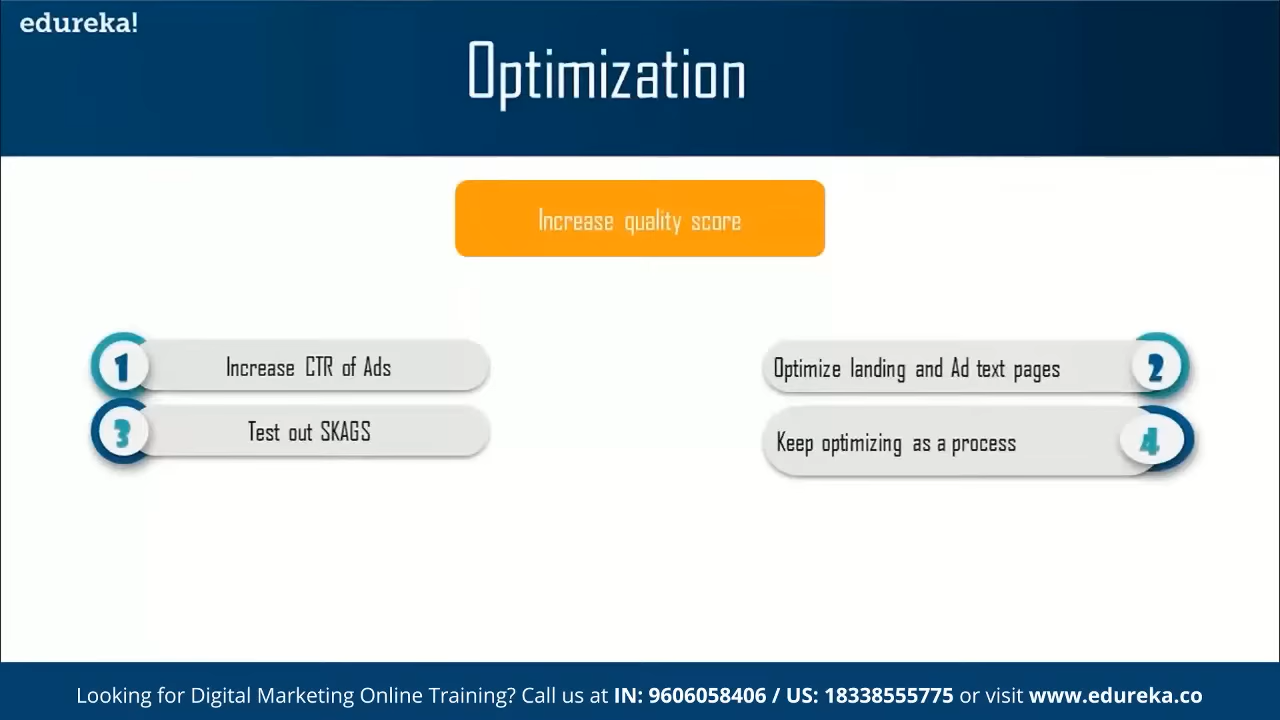 edureka!
Optimization
Increase quality score
1 Increase CTR of Ads
Optimize landing and Ad text pages 2
3 Test out SKAGS
Keep optimizing as a process 4
Looking for Digital Marketing Online Training? Call us at IN: 9606058406 / US: 18338555775 or visit www.edureka.co